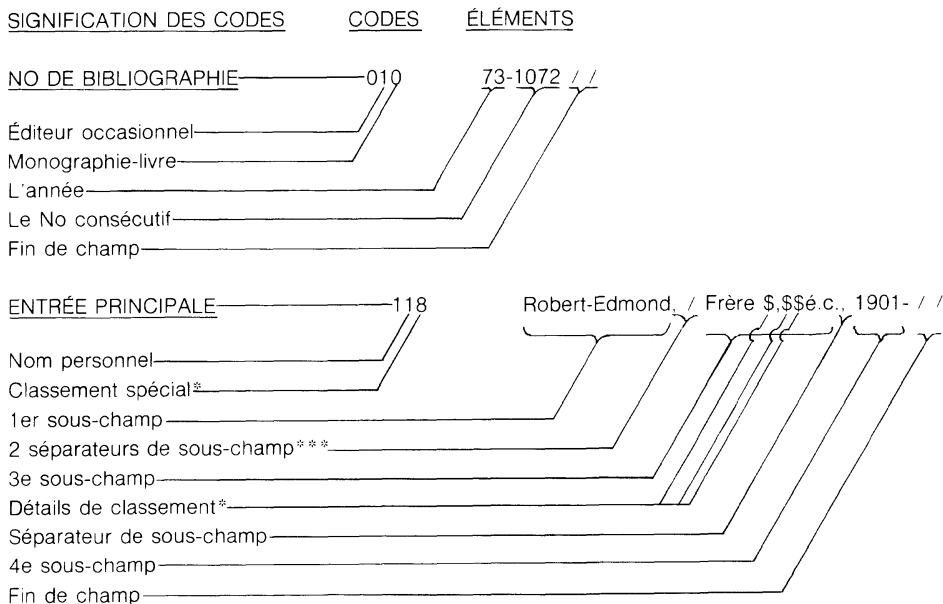 SIGNIFICATION DES CODES CODES ÉLÉMENTS
NO DE BIBLIOGRAPHIE 010 73-1072 / /
Éditeur occasionnel
Monographie-livre
L'année
Le No consécutif
Fin de champ
ENTRÉE PRINCIPALE 118 Robert-Edmond, / Frère $,$$é.c., 1901- / /
Nom personnel
Classement spécial*
1er sous-champ
2 séparateurs de sous-champ***
3e sous-champ
Détails de classement*
Séparateur de sous-champ
4e sous-champ
Fin de champ